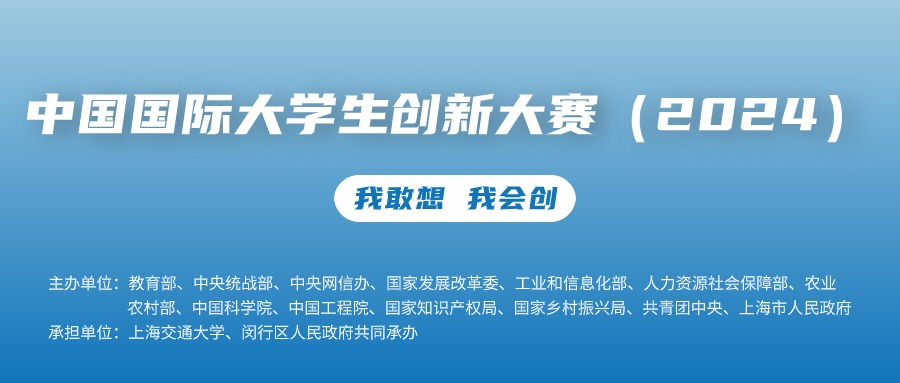 中国国际大学生创新大赛（2024）
我敢想 我会创
主办单位：教育部、中央统战部、中央网信办、国家发展改革委、工业和信息化部、人力资源社会保障部、农业
农村部、中国科学院、中国工程院、国家知识产权局、国家乡村振兴局、共青团中央、上海市人民政府
承担单位：上海交通大学、闵行区人民政府共同承办